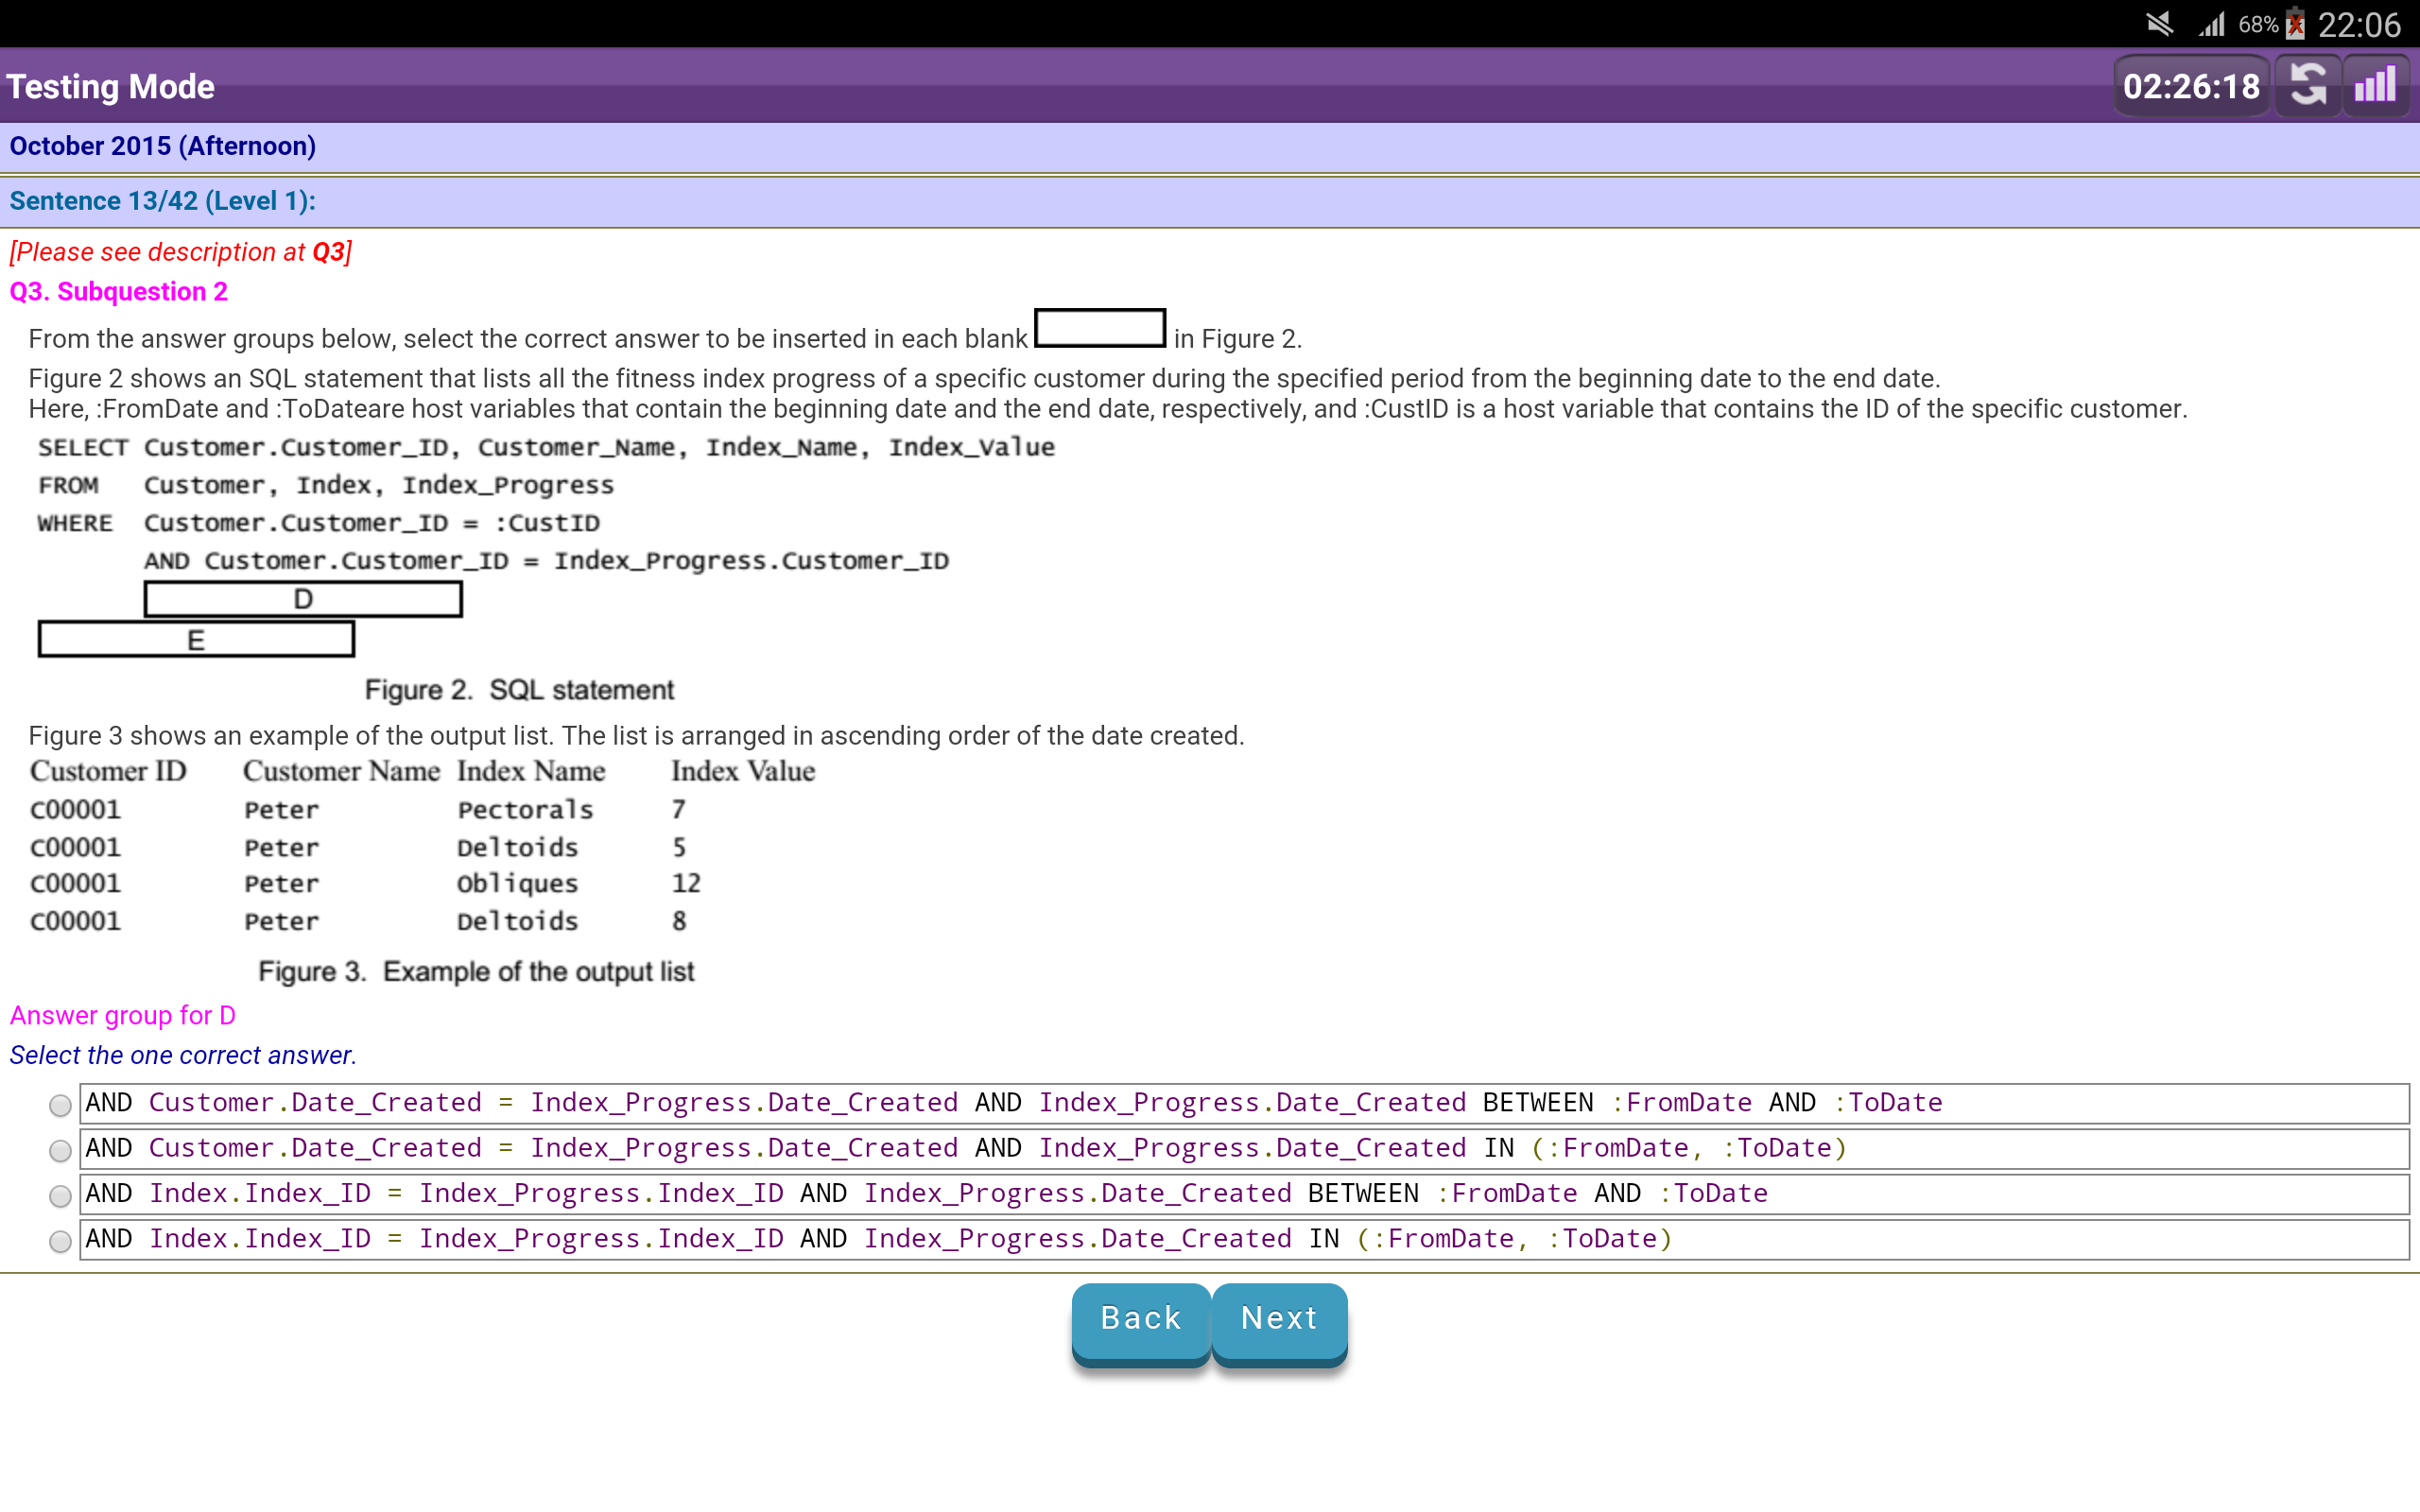 68% 22:06
Testing Mode 02:26:18
October 2015 (Afternoon)
Sentence 13/42 (Level 1):
[Please see description at Q3]
Q3. Subquestion 2
From the answer groups below, select the correct answer to be inserted in each blank in Figure 2.
Figure 2 shows an SQL statement that lists all the fitness index progress of a specific customer during the specified period from the beginning date to the end date.
Here, :FromDate and :ToDateare host variables that contain the beginning date and the end date, respectively, and :CustID is a host variable that contains the ID of the specific customer.
SELECT Customer.Customer_ID, Customer_Name, Index_Name, Index_Value
FROM Customer, Index, Index_Progress
WHERE Customer.Customer_ID = :CustID
AND Customer.Customer_ID = Index_Progress.Customer_ID
D
E
Figure 2. SQL statement
Figure 3 shows an example of the output list. The list is arranged in ascending order of the date created.
Customer ID Customer Name Index Name Index Value
C00001 Peter Pectorals 7
C00001 Peter Deltoids 5
C00001 Peter Obliques 12
C00001 Peter Deltoids 8
Figure 3. Example of the output list
Answer group for D
Select the one correct answer.
AND Customer.Date_Created = Index_Progress.Date_Created AND Index_Progress.Date_Created BETWEEN :FromDate AND :ToDate
AND Customer.Date_Created = Index_Progress.Date_Created AND Index_Progress.Date_Created IN (:FromDate, :ToDate)
AND Index.Index_ID = Index_Progress.Index_ID AND Index_Progress.Date_Created BETWEEN :FromDate AND :ToDate
AND Index.Index_ID = Index_Progress.Index_ID AND Index_Progress.Date_Created IN (:FromDate, :ToDate)
Back Next